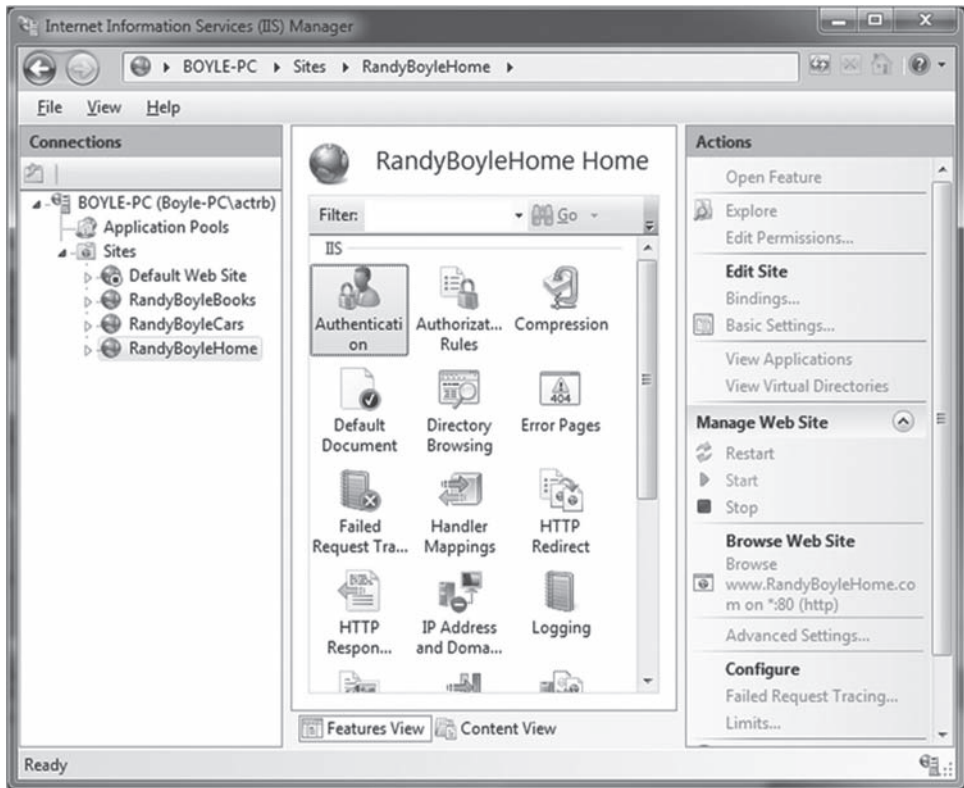 Internet Information Services (IIS) Manager
BOYLE-PC Sites RandyBoyleHome
File View Help
Connections
BOYLE-PC (Boyle-PC\actrb)
Application Pools
Sites
Default Web Site
RandyBoyleBooks
RandyBoyleCars
RandyBoyleHome
RandyBoyleHome Home
Filter: Go
IIS
Authenticati
on
Authorizat...
Rules
Compression
Default
Document
Directory
Browsing
404
Error Pages
Failed
Request Tra...
Handler
Mappings
HTTP
Redirect
HTTP
Respon...
IP Address
and Doma...
Logging
Features View Content View
Actions
Open Feature
Explore
Edit Permissions...
Edit Site
Bindings...
Basic Settings...
View Applications
View Virtual Directories
Manage Web Site
Restart
Start
Stop
Browse Web Site
Browse
www.RandyBoyleHome.co
m on *:80 (http)
Advanced Settings...
Configure
Failed Request Tracing...
Limits...
Ready